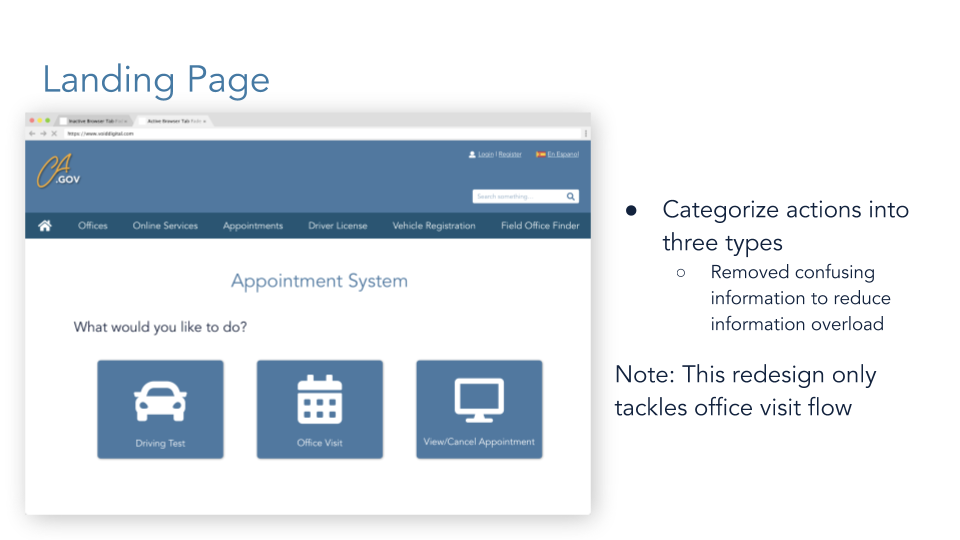 Landing Page
Inactive Browser Tab
Active Browser Tab
https://www.voiddigital.com
Login | Register
En Espanol
CA
.GOV
Search something...
Offices
Online Services
Appointments
Driver License
Vehicle Registration
Field Office Finder
Appointment System
What would you like to do?
Driving Test
Office Visit
View/Cancel Appointment
● Categorize actions into
three types
○ Removed confusing
information to reduce
information overload
Note: This redesign only
tackles office visit flow